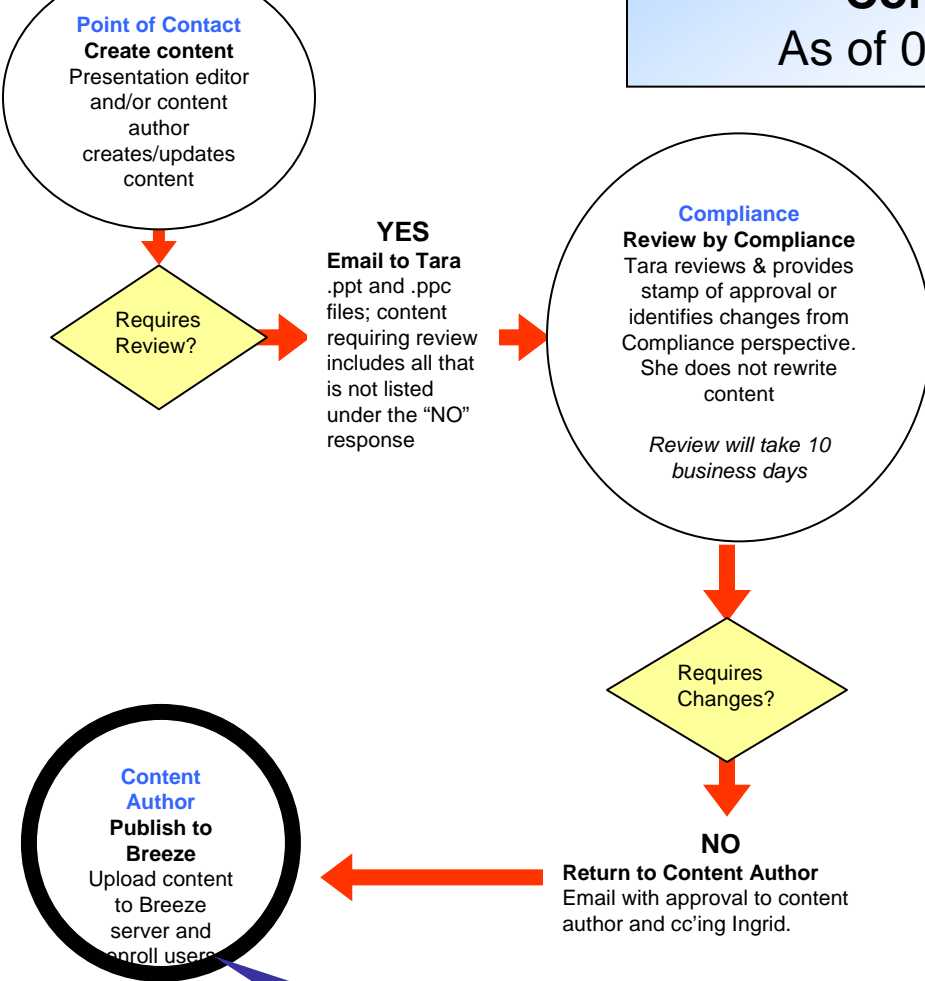 Point of Contact
Create content
Presentation editor
and/or content
author
creates/updates
content
As of
Requires
Review?
YES
Email to Tara
.ppt and .ppc
files; content
requiring review
includes all that
is not listed
under the “NO”
response
Compliance
Review by Compliance
Tara reviews & provides
stamp of approval or
identifies changes from
Compliance perspective.
She does not rewrite
content
Review will take 10
business days
Requires
Changes?
NO
Return to Content Author
Email with approval to content
author and cc'ing Ingrid.
Content
Author
Publish to
Breeze
Upload content
to Breeze
server and
enroll users